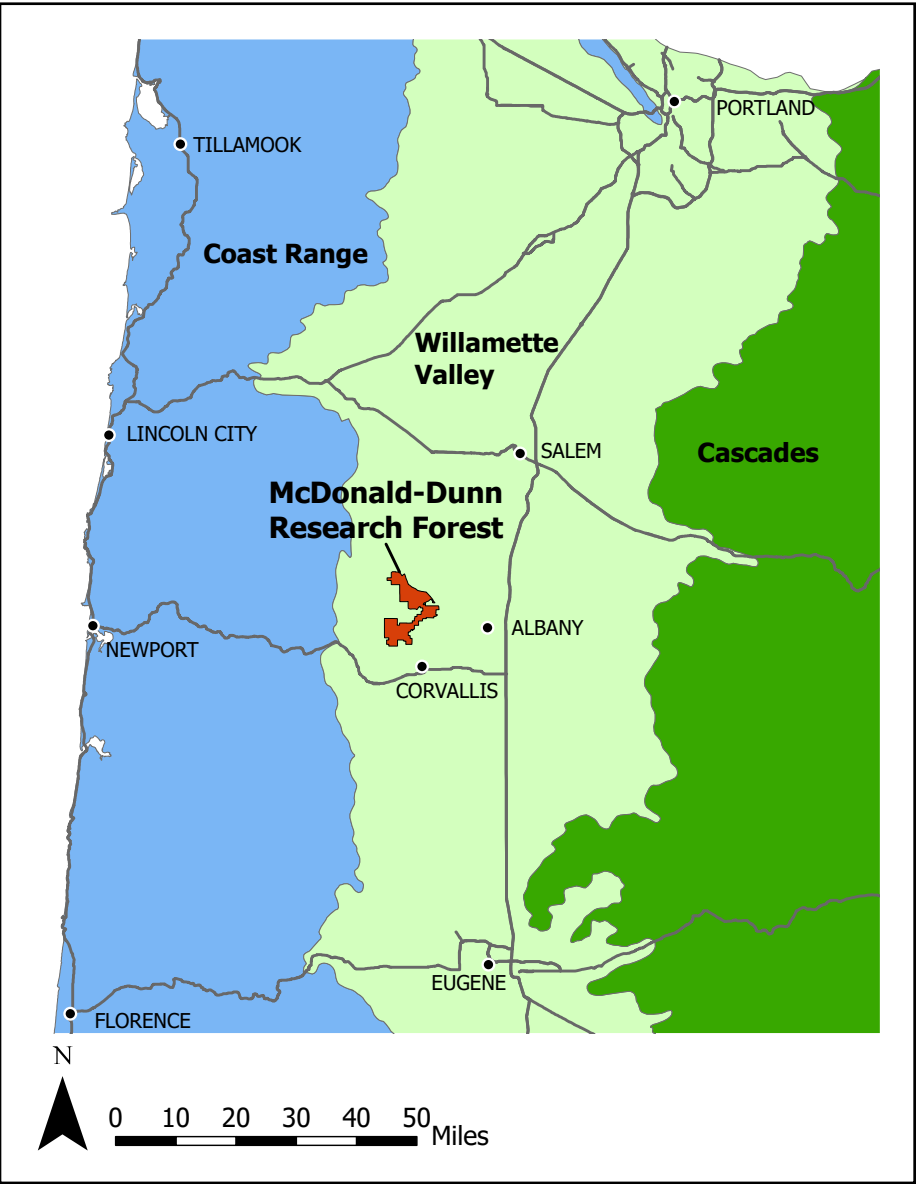 PORTLAND
TILLAMOOK
Coast Range
Willamette
Valley
LINCOLN CITY
SALEM
Cascades
McDonald-Dunn
Research Forest
ALBANY
NEWPORT
CORVALLIS
EUGENE
FLORENCE
N
0 10 20 30 40 50
Miles